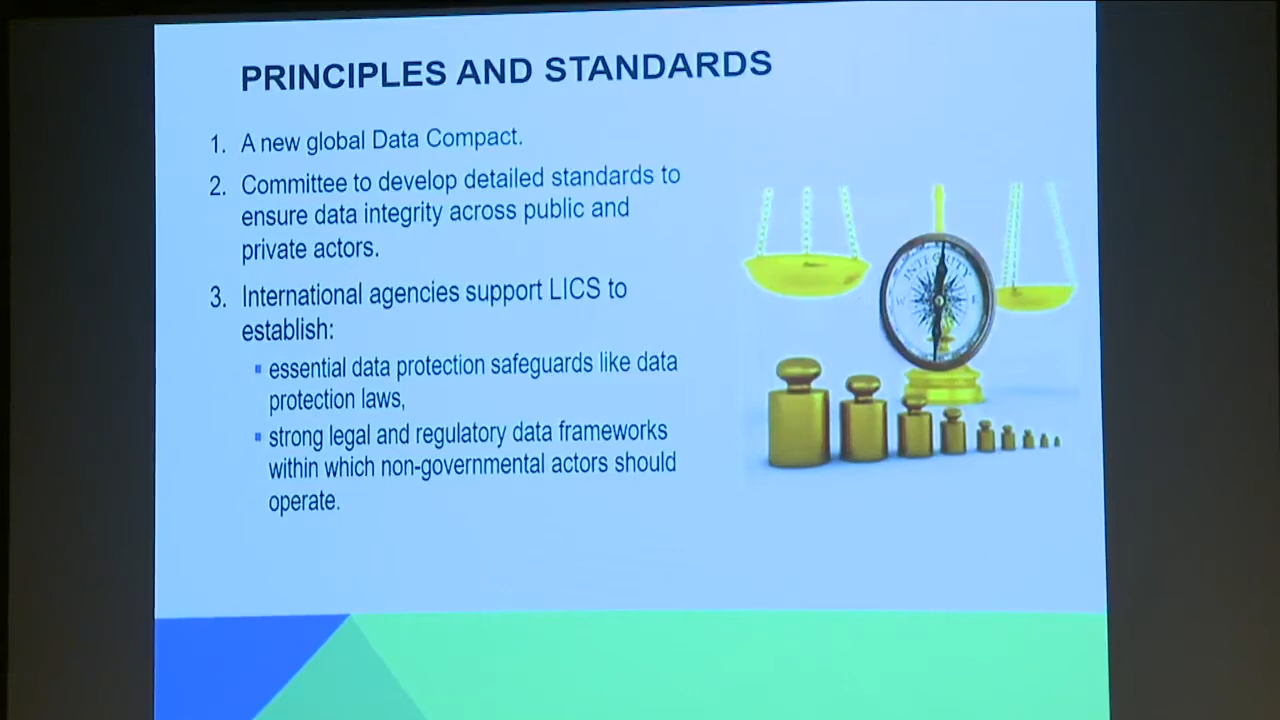 PRINCIPLES AND STANDARDS
1. A new global Data Compact.
2. Committee to develop detailed standards to
ensure data integrity across public and
private actors.
3. International agencies support LICS to
establish:
essential data protection safeguards like data
protection laws,
strong legal and regulatory data frameworks
within which non-governmental actors should
operate.
INTEGRITY
W E